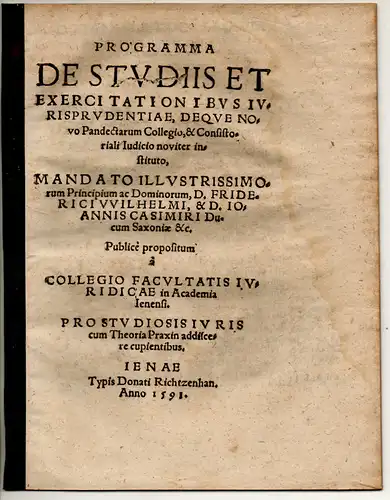 PROGRAMMA
DE STVDIIS ET
EXERCITATIONIBVS IV-
RISPRVDENTIAE, DEQVE NO-
vo Pandectarum Collegio, & Consisto-
riali Iudicio noviter in-
stituto,
MANDATO ILLVSTRISSIMO-
rum Principium ac Dominorum, D. FRIDE-
RICI VVILHELMI, & D. IO-
ANNIS CASIMIRI Du-
cum Saxoniæ &c.
Publicè propositum
à
COLLEGIO FACVLTATIS IV-
RIDICAE in Academia
Ienensi.
PRO STVDIOSIS IVRIS
cum Theoria Praxin addisce-
re cupientibus.
IENAE
Typis Donati Richtzenhan.
Anno 1591.